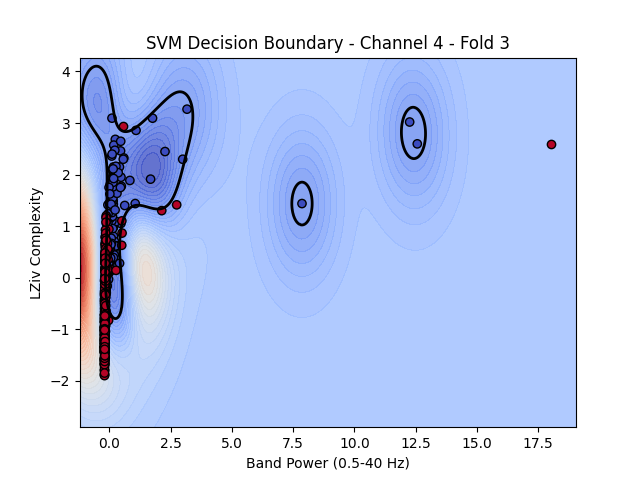 SVM Decision Boundary - Channel 4 - Fold 3
LZiv Complexity
4
3
2
1
0
−1
−2
0.0 2.5 5.0 7.5 10.0 12.5 15.0 17.5
Band Power (0.5-40 Hz)